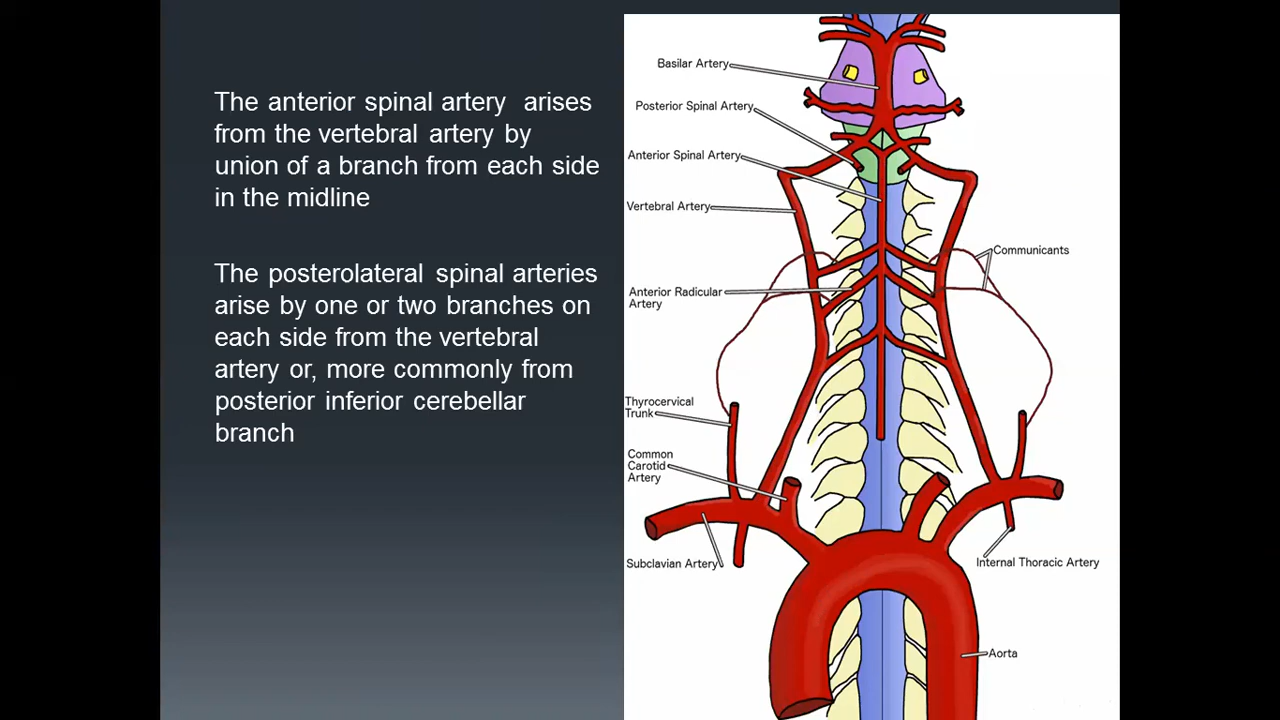 The anterior spinal artery arises
from the vertebral artery by
union of a branch from each side
in the midline
The posterolateral spinal arteries
arise by one or two branches on
each side from the vertebral
artery or, more commonly from
posterior inferior cerebellar
branch
Basilar Artery
Posterior Spinal Artery
Anterior Spinal Artery
Vertebral Artery
Communicants
Anterior Radicular
Artery
Thyrocervical
Trunk
Common
Carotid
Artery
Subclavian Artery
Internal Thoracic Artery
Aorta